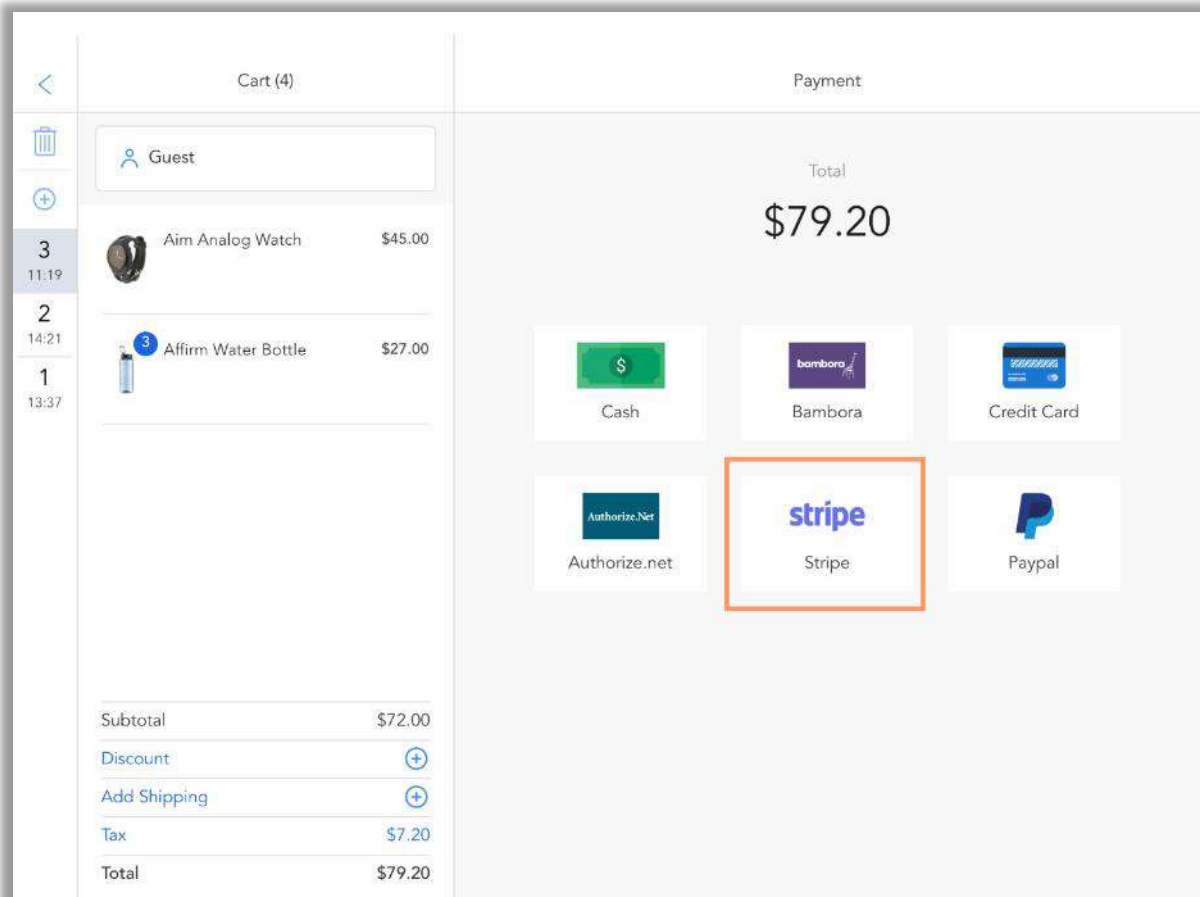 Cart (4)
Payment
Guest
3
11:19
2
14:21
1
13:37
Aim Analog Watch $45.00
3 Affirm Water Bottle $27.00
Subtotal $72.00
Discount
Add Shipping
Tax $7.20
Total $79.20
Total
$79.20
$
Cash
bambora
Bambora
Credit Card
Authorize.Net
Authorize.net
stripe
Stripe
P
Paypal